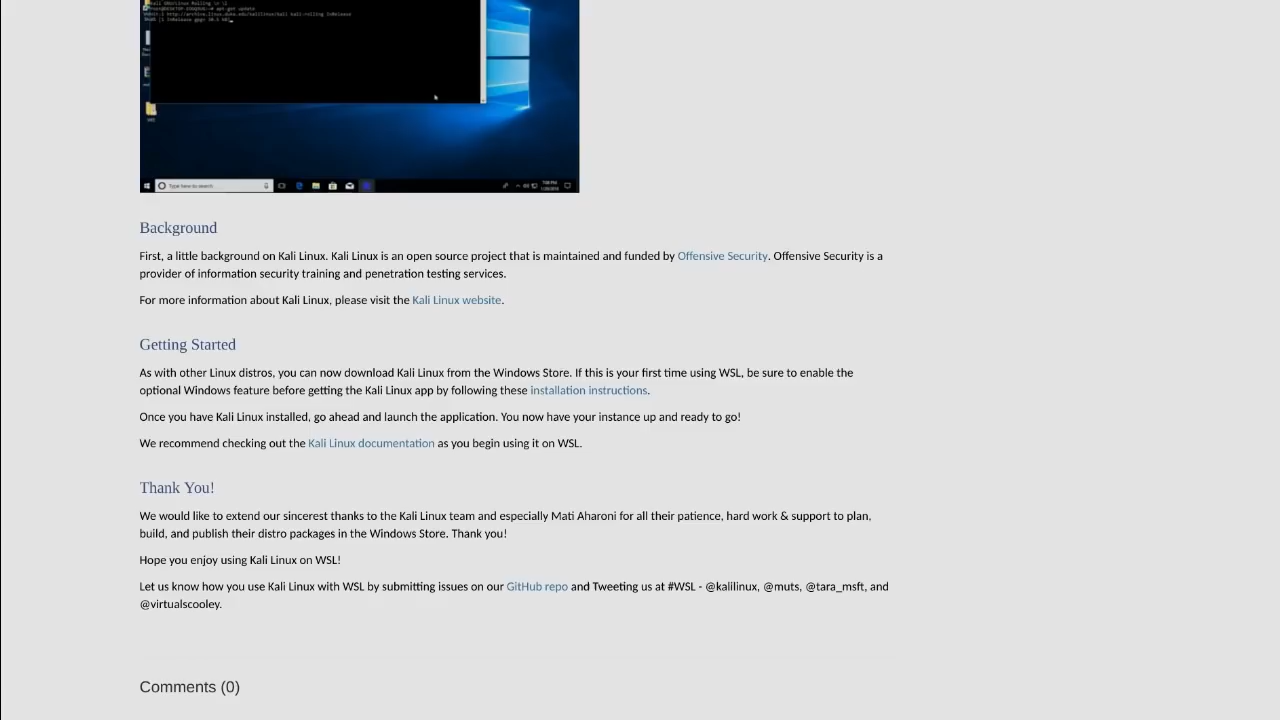 apt-get update
Type here to search
Background
First, a little background on Kali Linux. Kali Linux is an open source project that is maintained and funded by Offensive Security. Offensive Security is a
provider of information security training and penetration testing services.
For more information about Kali Linux, please visit the Kali Linux website.
Getting Started
As with other Linux distros, you can now download Kali Linux from the Windows Store. If this is your first time using WSL, be sure to enable the
optional Windows feature before getting the Kali Linux app by following these installation instructions.
Once you have Kali Linux installed, go ahead and launch the application. You now have your instance up and ready to go!
We recommend checking out the Kali Linux documentation as you begin using it on WSL.
Thank You!
We would like to extend our sincerest thanks to the Kali Linux team and especially Mati Aharoni for all their patience, hard work & support to plan,
build, and publish their distro packages in the Windows Store. Thank you!
Hope you enjoy using Kali Linux on WSL!
Let us know how you use Kali Linux with WSL by submitting issues on our GitHub repo and Tweeting us at #WSL - @kalilinux, @muts, @tara_msft, and
@virtualscooley.
Comments (0)